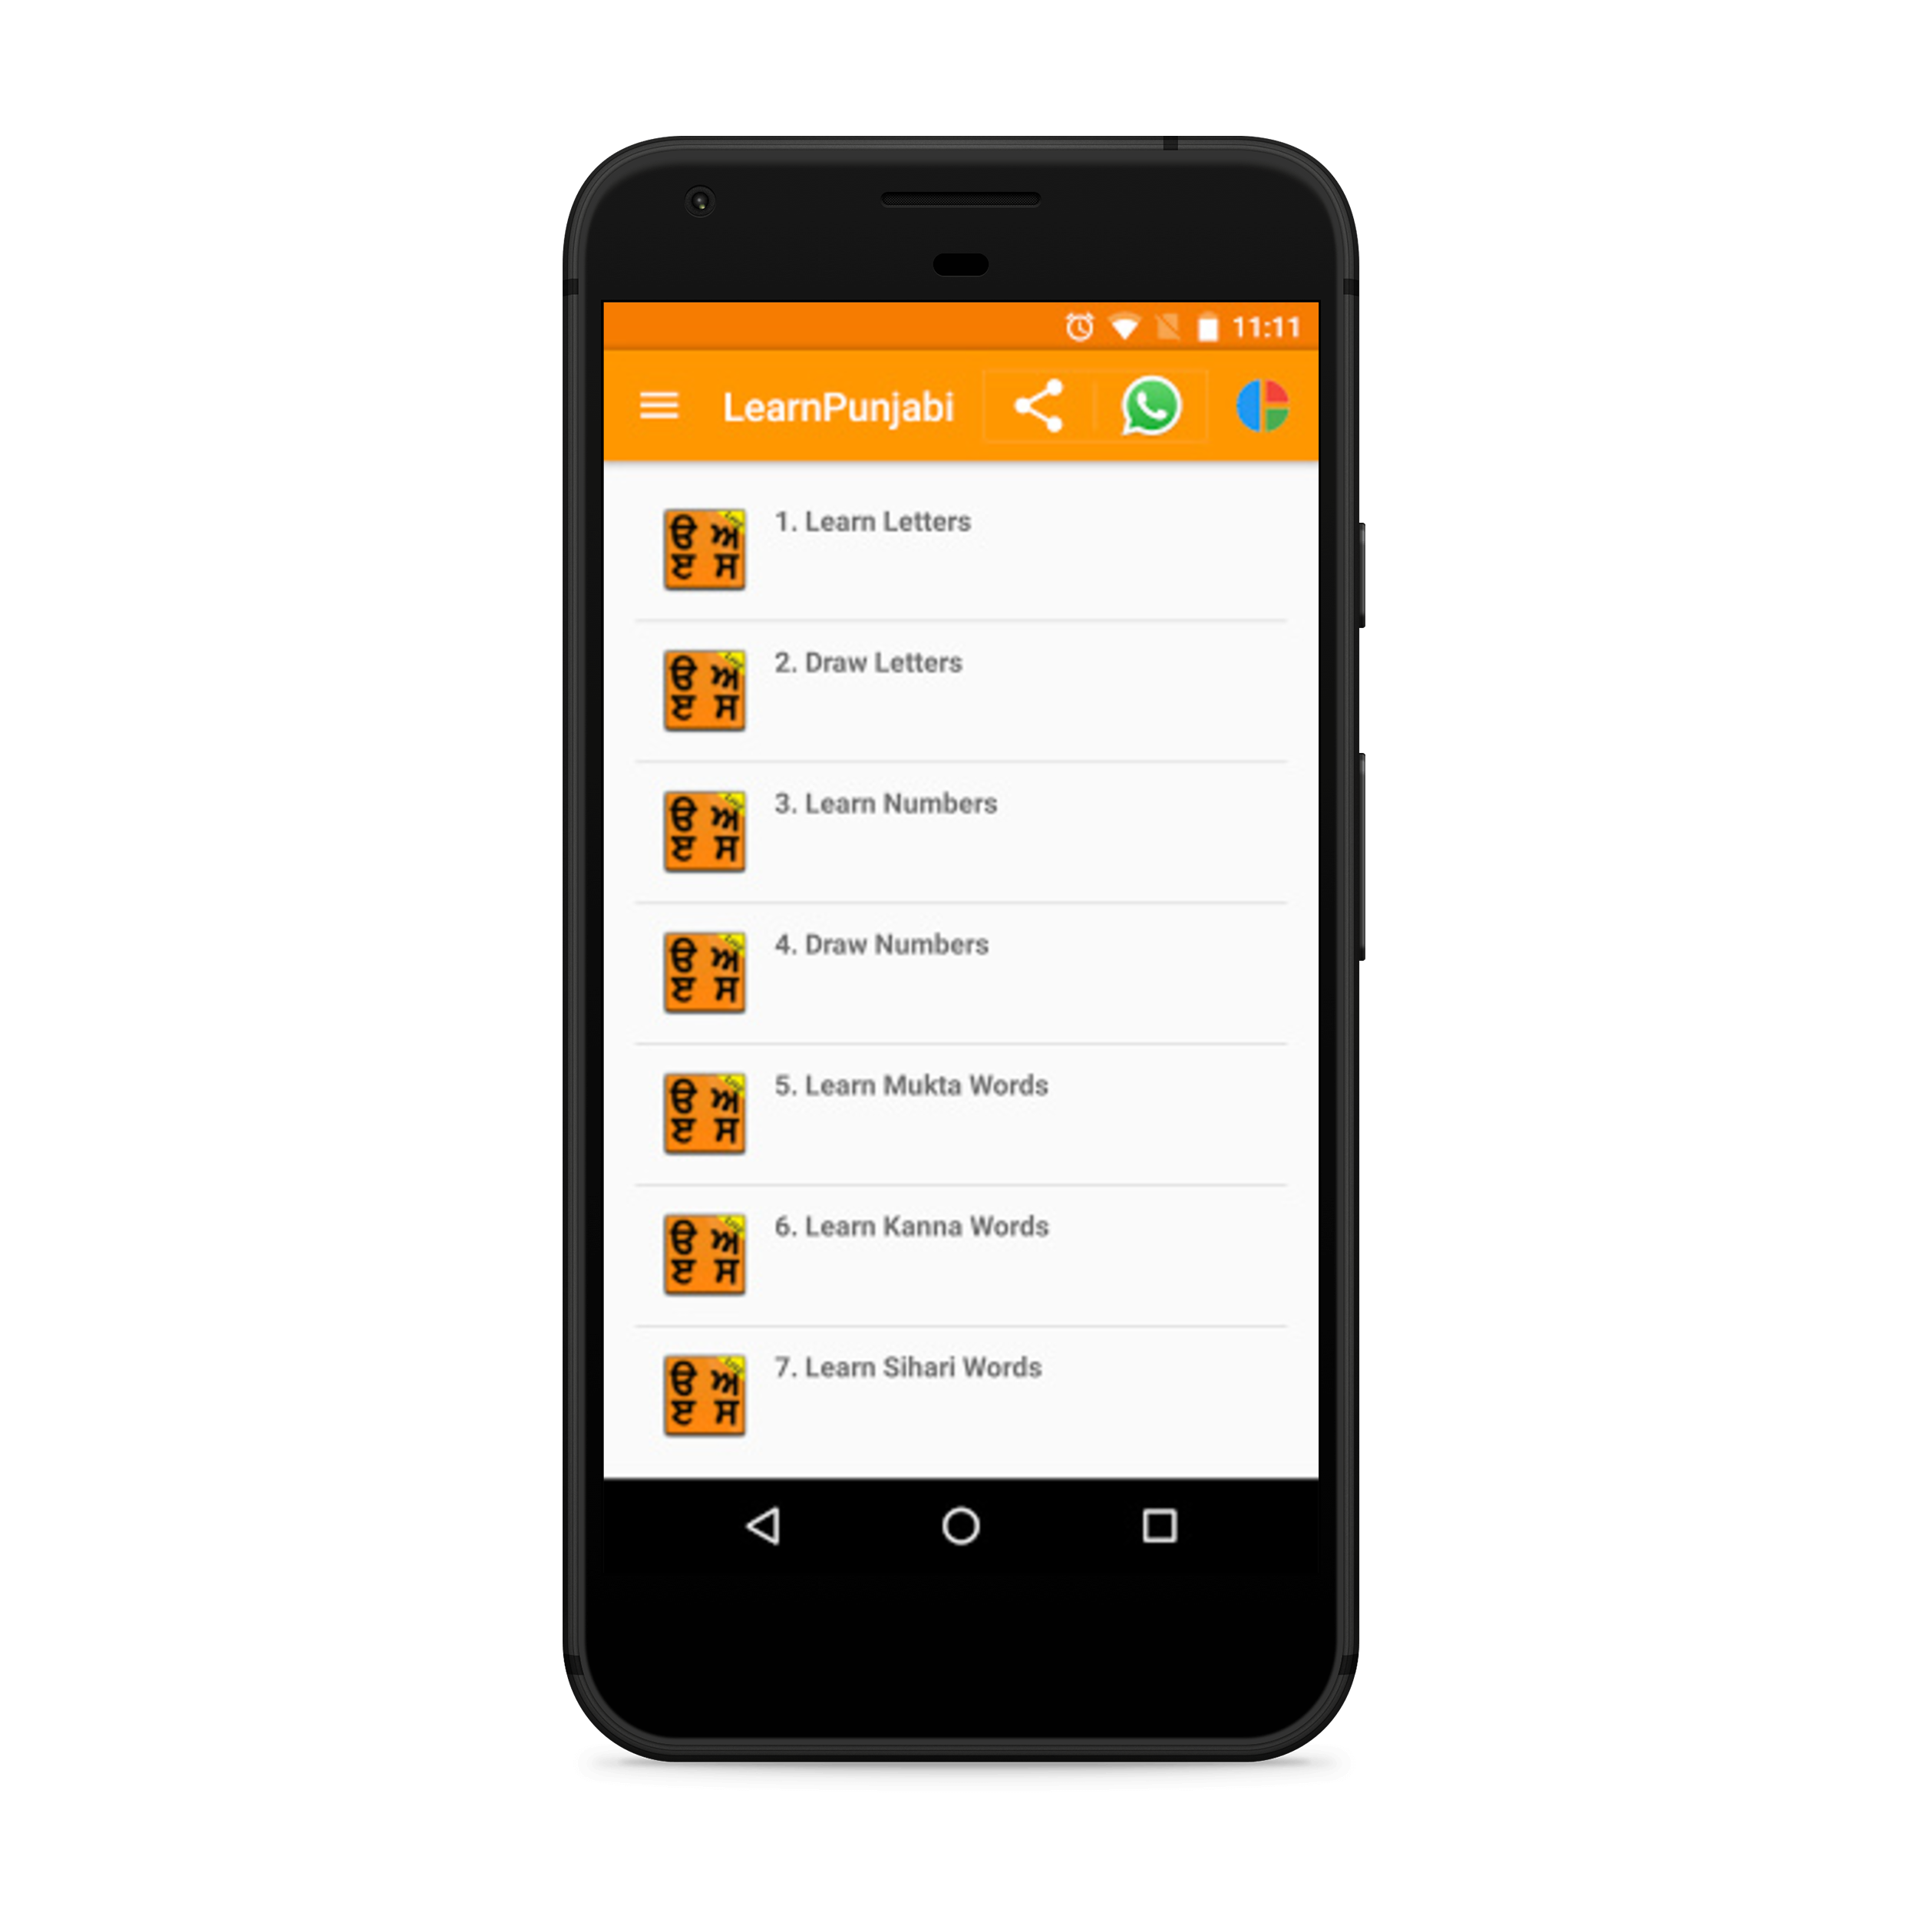 11:11
LearnPunjabi
ੳ ਅ
ੲ ਸ
1. Learn Letters
ੳ ਅ
ੲ ਸ
2. Draw Letters
ੳ ਅ
ੲ ਸ
3. Learn Numbers
ੳ ਅ
ੲ ਸ
4. Draw Numbers
ੳ ਅ
ੲ ਸ
5. Learn Mukta Words
ੳ ਅ
ੲ ਸ
6. Learn Kanna Words
ੳ ਅ
ੲ ਸ
7. Learn Sihari Words